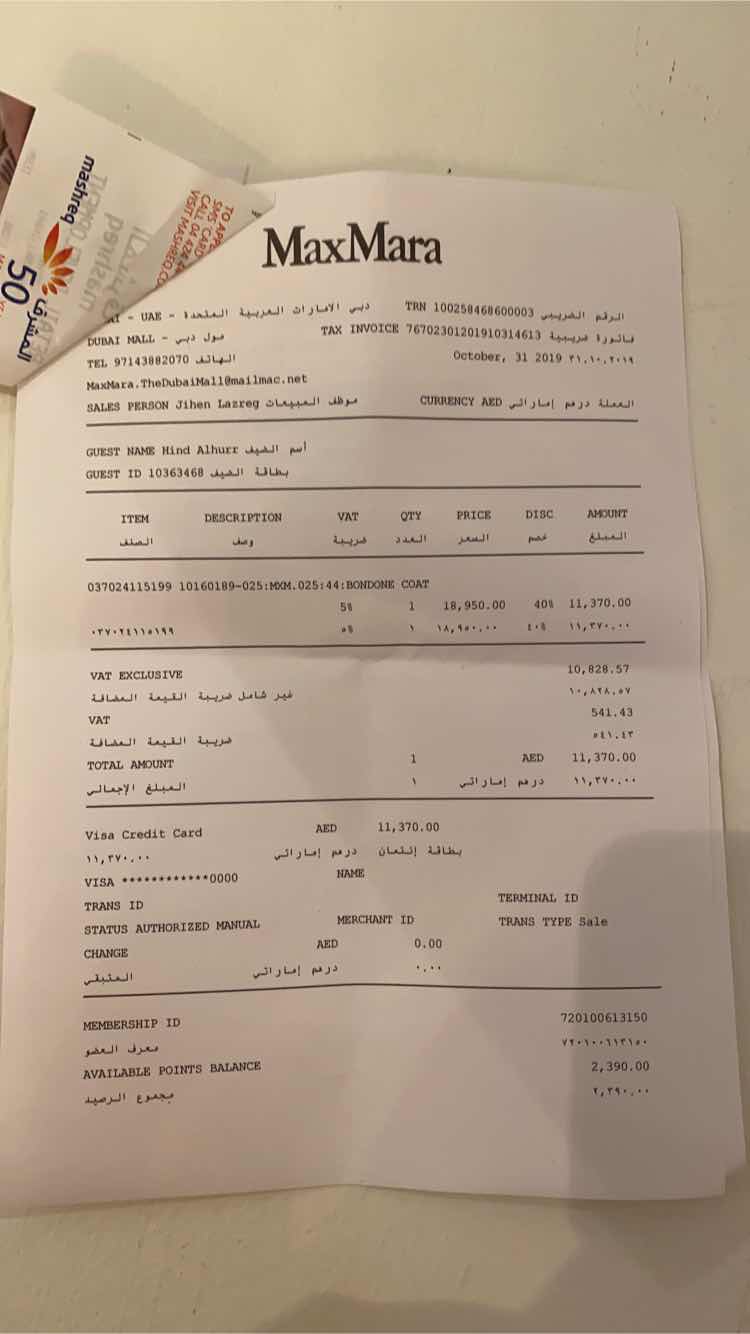 mashreq
المشرق
50
TO APP
SMS 'CARD
CALL 04 424 4
VISIT MASHREQ.CO
MaxMara
AI - UAE - دبي الامارات العربية المتحدة TRN 100258468600003 الرقم الضريبي
DUBAI MALL - مول دبي TAX INVOICE 76702301201910314613 فاتورة ضريبية
TEL 97143882070 الهاتف October, 31 2019 ٣١.١٠.٢٠١٩
MaxMara.TheDubaiMall@mailmac.net
SALES PERSON Jihen Lazreg موظف المبيعات CURRENCY AED العملة درهم إماراتي
GUEST NAME Hind Alhurr أسم الضيف
GUEST ID 10363468 بطاقة الضيف
ITEM DESCRIPTION VAT QTY PRICE DISC AMOUNT
الصنف وصف ضريبة العدد السعر خصم المبلغ
037024115199 10160189-025:MXM.025:44:BONDONE COAT
5% 1 18,950.00 40% 11,370.00
٠٣٧٠٢٤١١٥١٩٩ ٥% ١ ١٨,٩٥٠.٠٠ ٤٠% ١١,٣٧٠.٠٠
VAT EXCLUSIVE 10,828.57
غير شامل ضريبة القيمة المضافة ١٠,٨٢٨.٥٧
VAT 541.43
ضريبة القيمة المضافة ٥٤١.٤٣
TOTAL AMOUNT 1 AED 11,370.00
المبلغ الإجمالي ١ درهم إماراتي ١١,٣٧٠.٠٠
Visa Credit Card AED 11,370.00
١١,٣٧٠.٠٠ درهم إماراتي بطاقة إئتمان
VISA ************0000 NAME
TRANS ID TERMINAL ID
STATUS AUTHORIZED MANUAL MERCHANT ID TRANS TYPE Sale
CHANGE AED 0.00
المتبقي درهم إماراتي ٠.٠٠
MEMBERSHIP ID 720100613150
معرف العضو ٧٢٠١٠٠٦١٣١٥٠
AVAILABLE POINTS BALANCE 2,390.00
مجموع الرصيد ٢,٣٩٠.٠٠